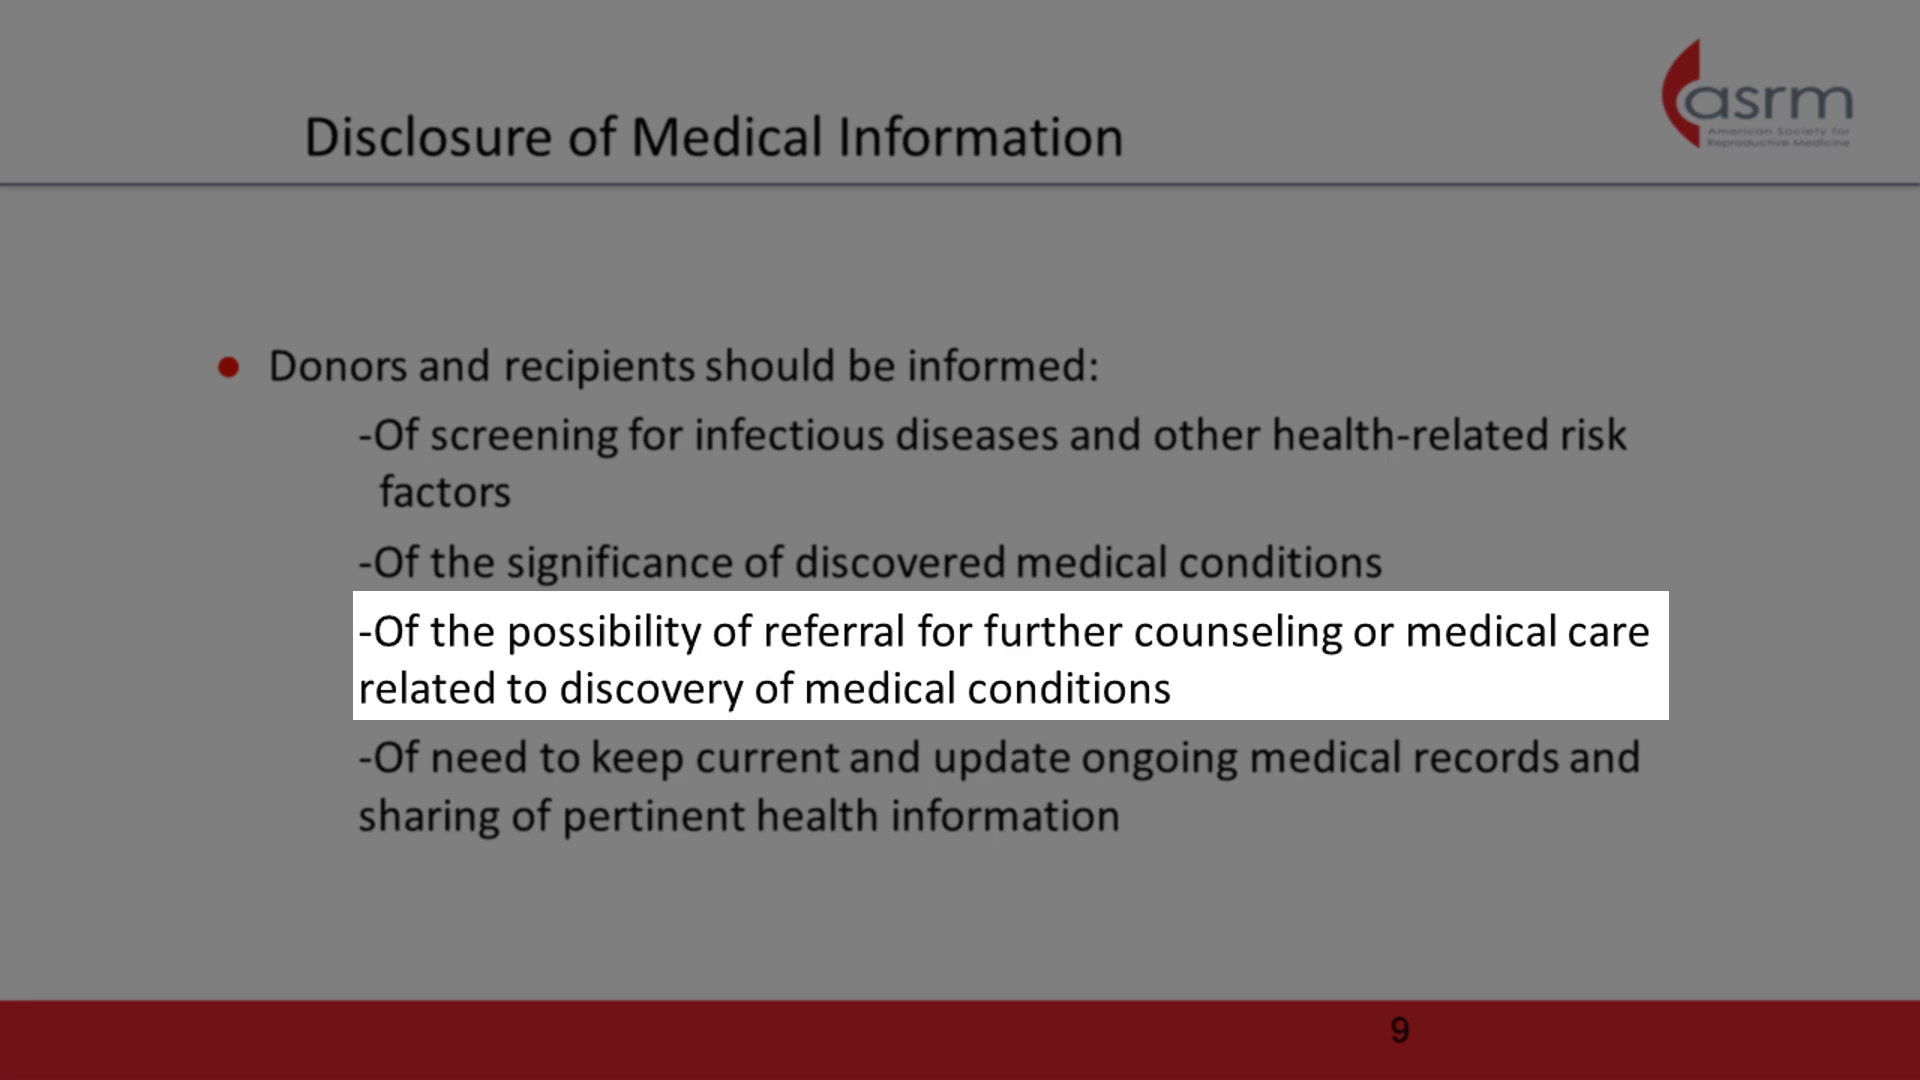 asrm
American Society for
Reproductive Medicine
Disclosure of Medical Information
Donors and recipients should be informed:
-Of screening for infectious diseases and other health-related risk
factors
-Of the significance of discovered medical conditions
-Of the possibility of referral for further counseling or medical care
related to discovery of medical conditions
-Of need to keep current and update ongoing medical records and
sharing of pertinent health information
9